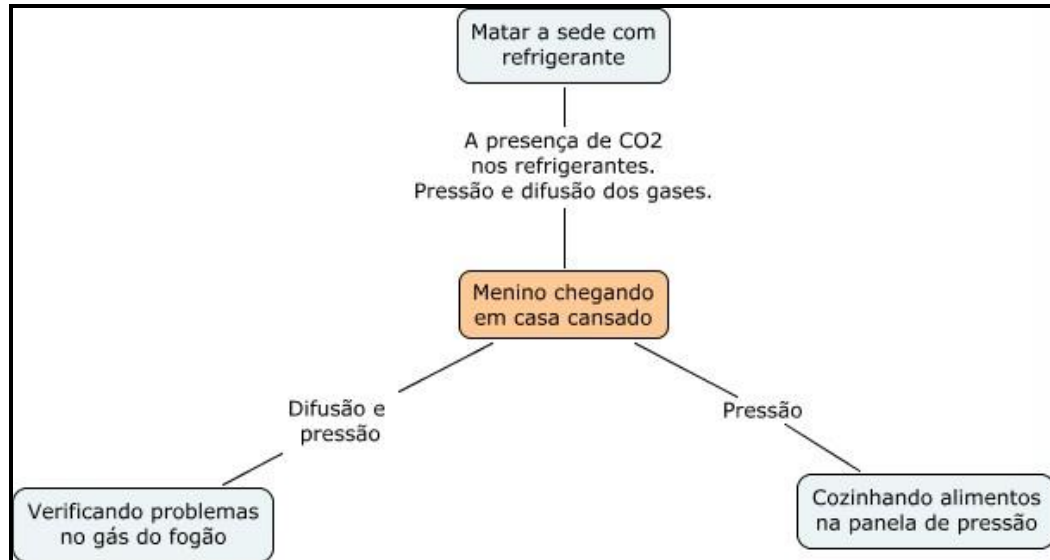 Matar a sede com
refrigerante
A presença de CO2
nos refrigerantes.
Pressão e difusão dos gases.
Menino chegando
em casa cansado
Difusão e
pressão
Pressão
Verificando problemas
no gás do fogão
Cozinhando alimentos
na panela de pressão